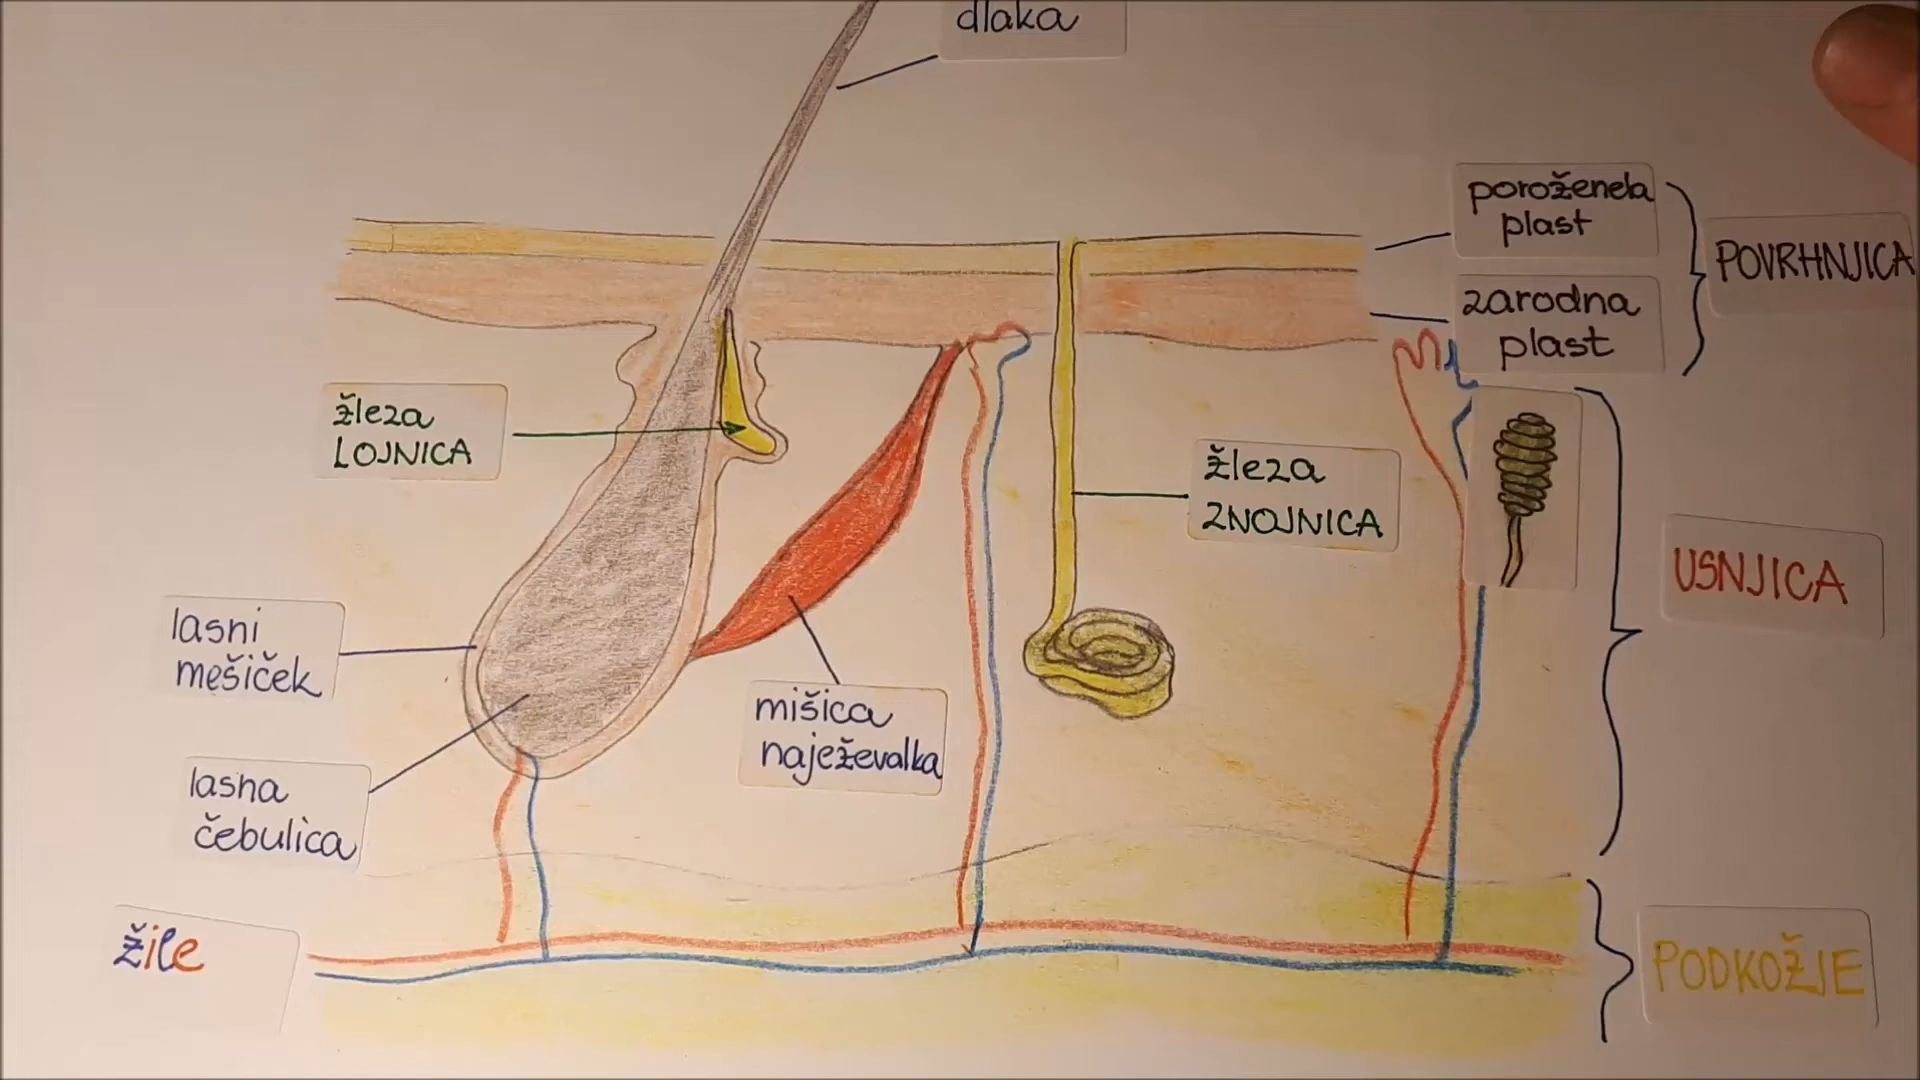 dlaka
poroženela
plast
POVRHNJICA
zarodna
plast
žleza
LOJNICA
žleza
ZNOJNICA
USNJICA
lasni
mešiček
mišica
naježevalka
lasna
čebulica
žile
PODKOŽJE